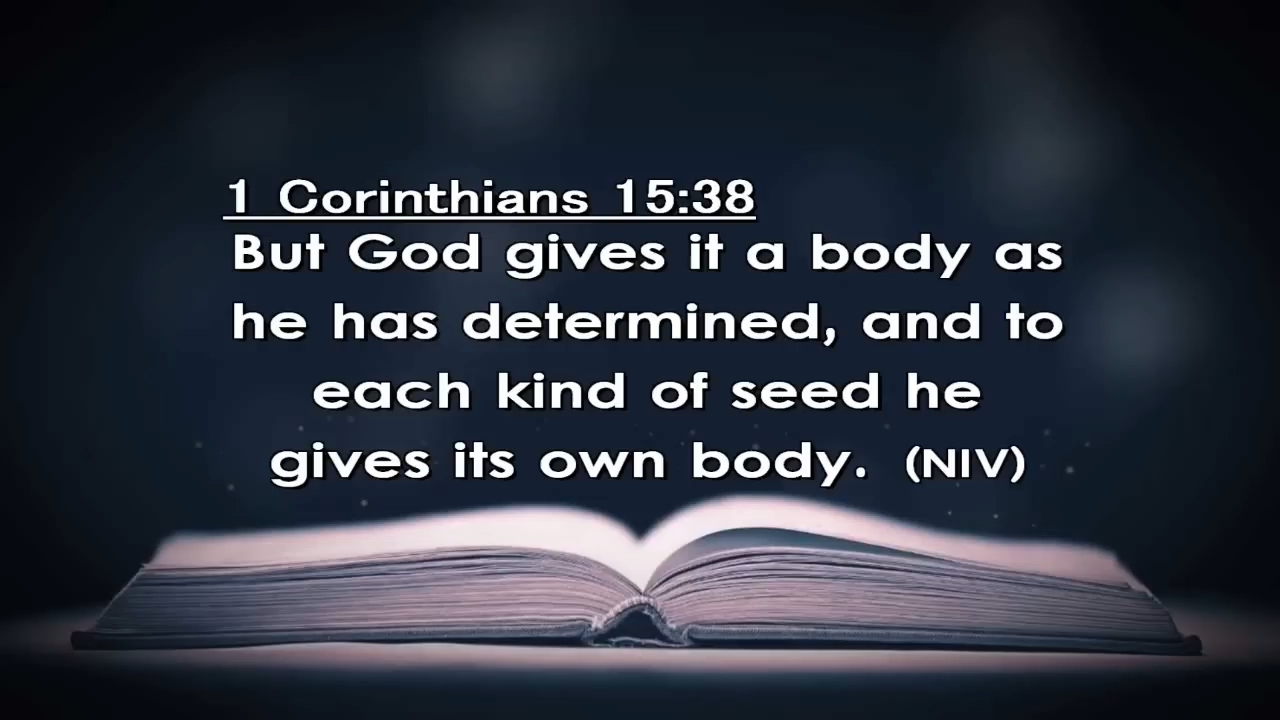 1 Corinthians 15:38
But God gives it a body as
he has determined, and to
each kind of seed he
gives its own body. (NIV)